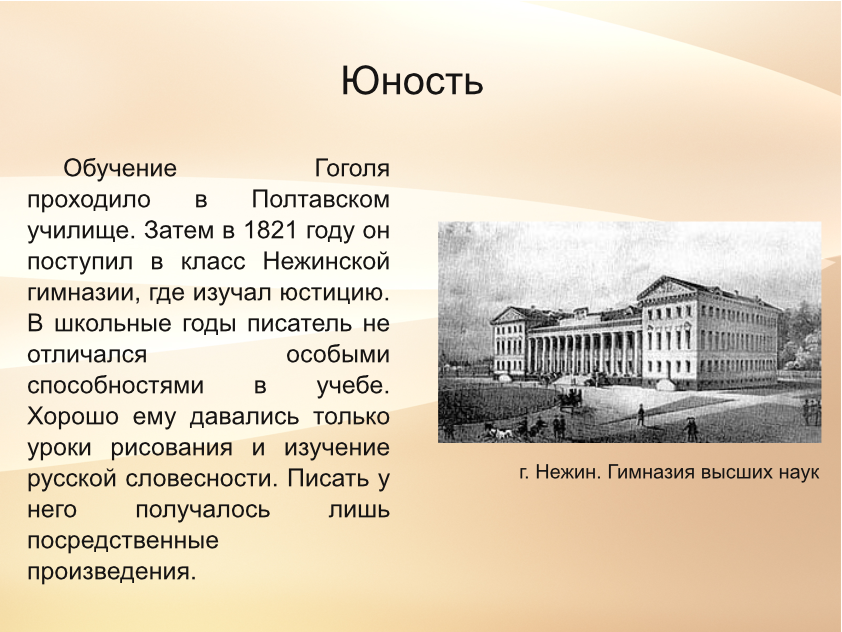 Юность
Обучение Гоголя
проходило в Полтавском
училище. Затем в 1821 году он
поступил в класс Нежинской
гимназии, где изучал юстицию.
В школьные годы писатель не
отличался особыми
способностями в учебе.
Хорошо ему давались только
уроки рисования и изучение
русской словесности. Писать у
него получалось лишь
посредственные
произведения.
г. Нежин. Гимназия высших наук